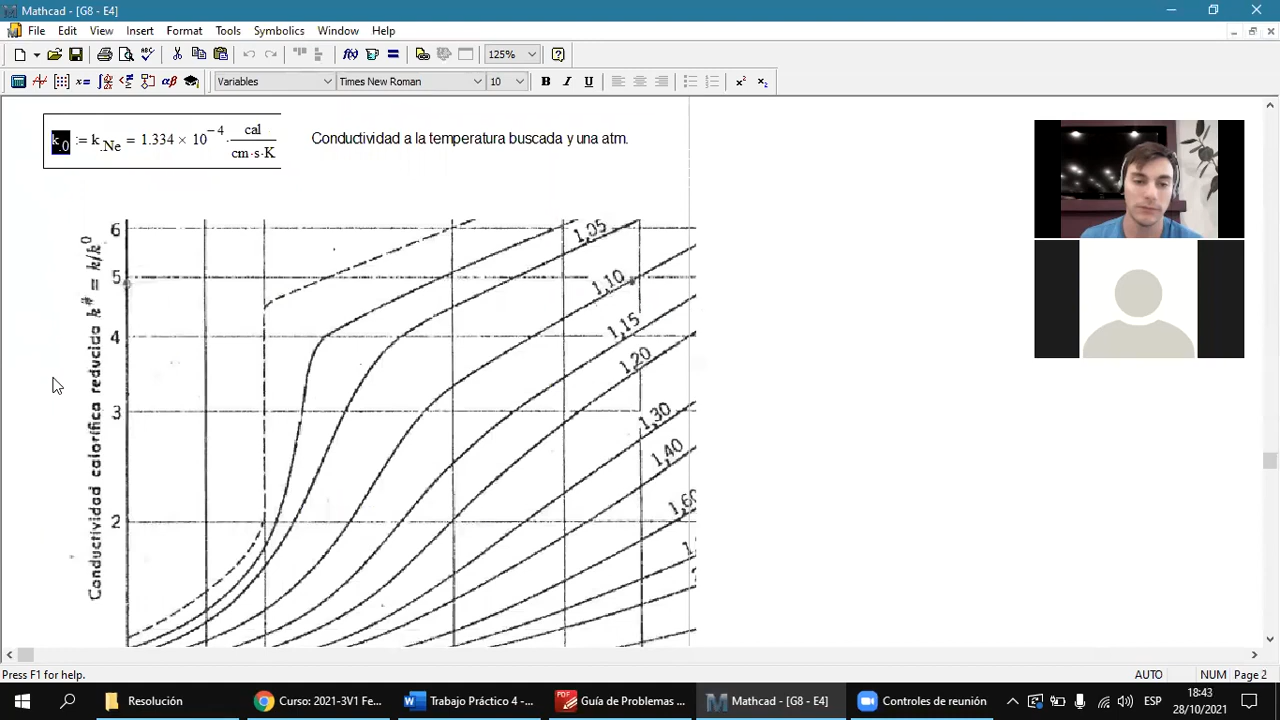 Mathcad - [G8 - E4]
File Edit View Insert Format Tools Symbolics Window Help
125%
Variables Times New Roman 10 B I U
k.0 := k.Ne = 1.334 × 10^-4 · cal / cm·s·K Conductividad a la temperatura buscada y una atm.
Conductividad calorífica reducida k# = k/k0
6
5
4
3
2
1,05
1,10
1,15
1,20
1,30
1,40
1,60
Press F1 for help. AUTO NUM Page 2
Resolución Curso: 2021-3V1 Fe... Trabajo Práctico 4 -... Guía de Problemas ... Mathcad - [G8 - E4] Controles de reunión ESP 18:43
28/10/2021